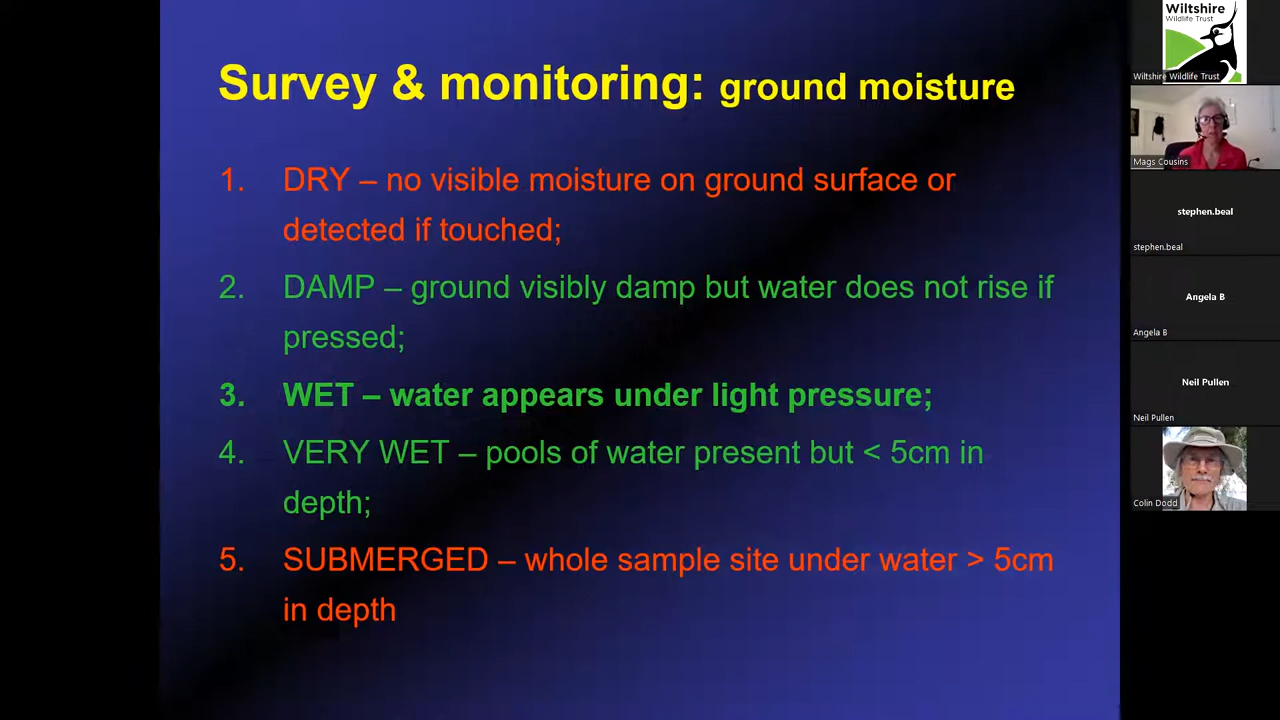 Survey & monitoring: ground moisture
1. DRY – no visible moisture on ground surface or
detected if touched;
2. DAMP – ground visibly damp but water does not rise if
pressed;
3. WET – water appears under light pressure;
4. VERY WET – pools of water present but < 5cm in
depth;
5. SUBMERGED – whole sample site under water > 5cm
in depth
Wiltshire
Wildlife Trust
Wiltshire Wildlife Trust
Mags Cousins
stephen.beal
stephen.beal
Angela B
Angela B
Neil Pullen
Neil Pullen
Colin Dodd